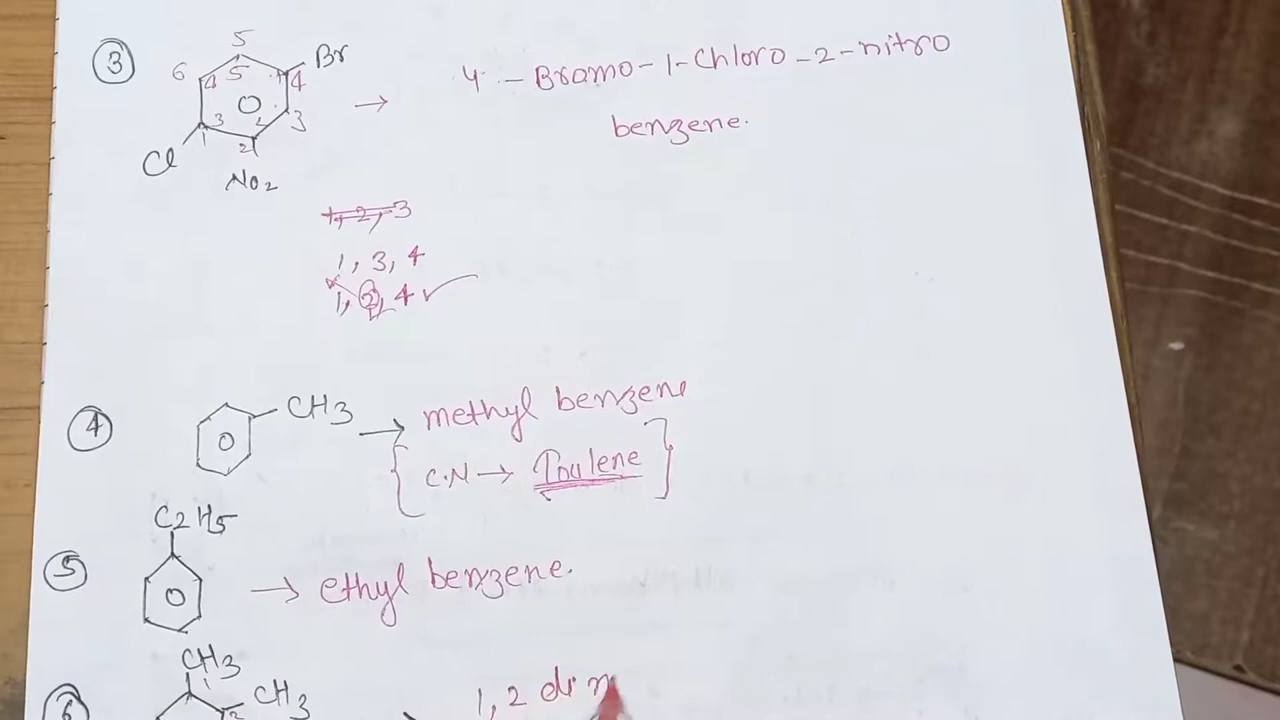 ③
5
Br
6
4 5 4
3 2 3
1 2
Cl
NO2
→ 4 - Bromo - 1 - Chloro - 2 - nitro
benzene.
1, 2, 3
1, 3, 4
1, 2, 4 ✓
④ CH3 → methyl benzene
{ C.N → Toulene }
C2H5
⑤ → ethyl benzene.
CH3
⑥ 1
2 CH3
1, 2 di m